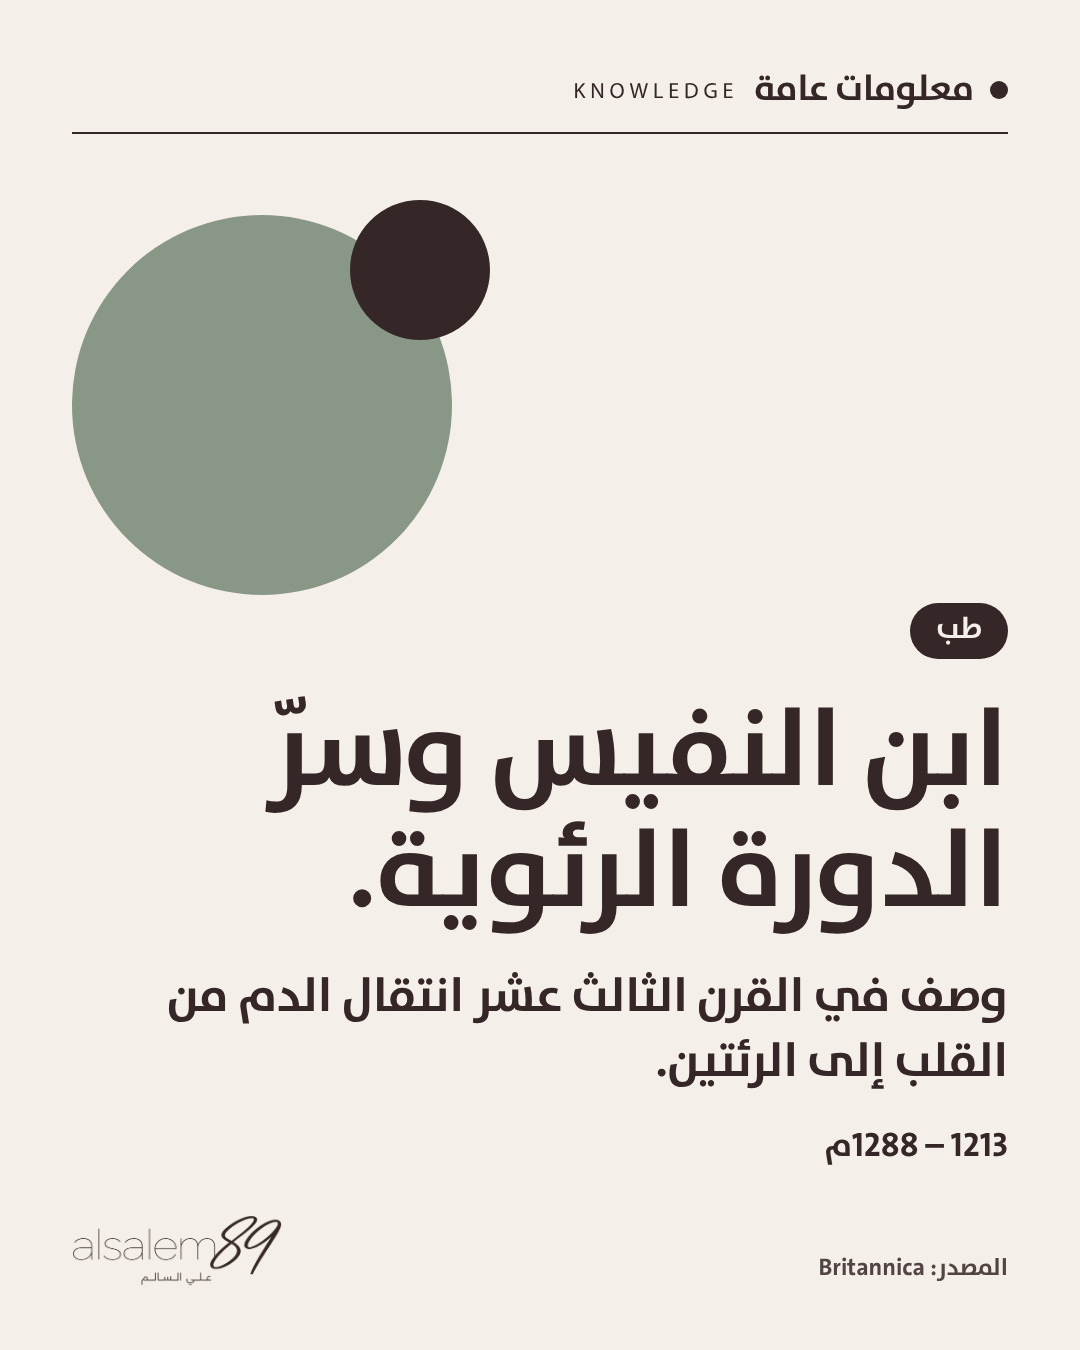 معلومات عامة KNOWLEDGE
طب
ابن النفيس وسرّ
الدورة الرئوية.
وصف في القرن الثالث عشر انتقال الدم من
القلب إلى الرئتين.
1213 – 1288م
المصدر: Britannica
alsalem89
علي السالم